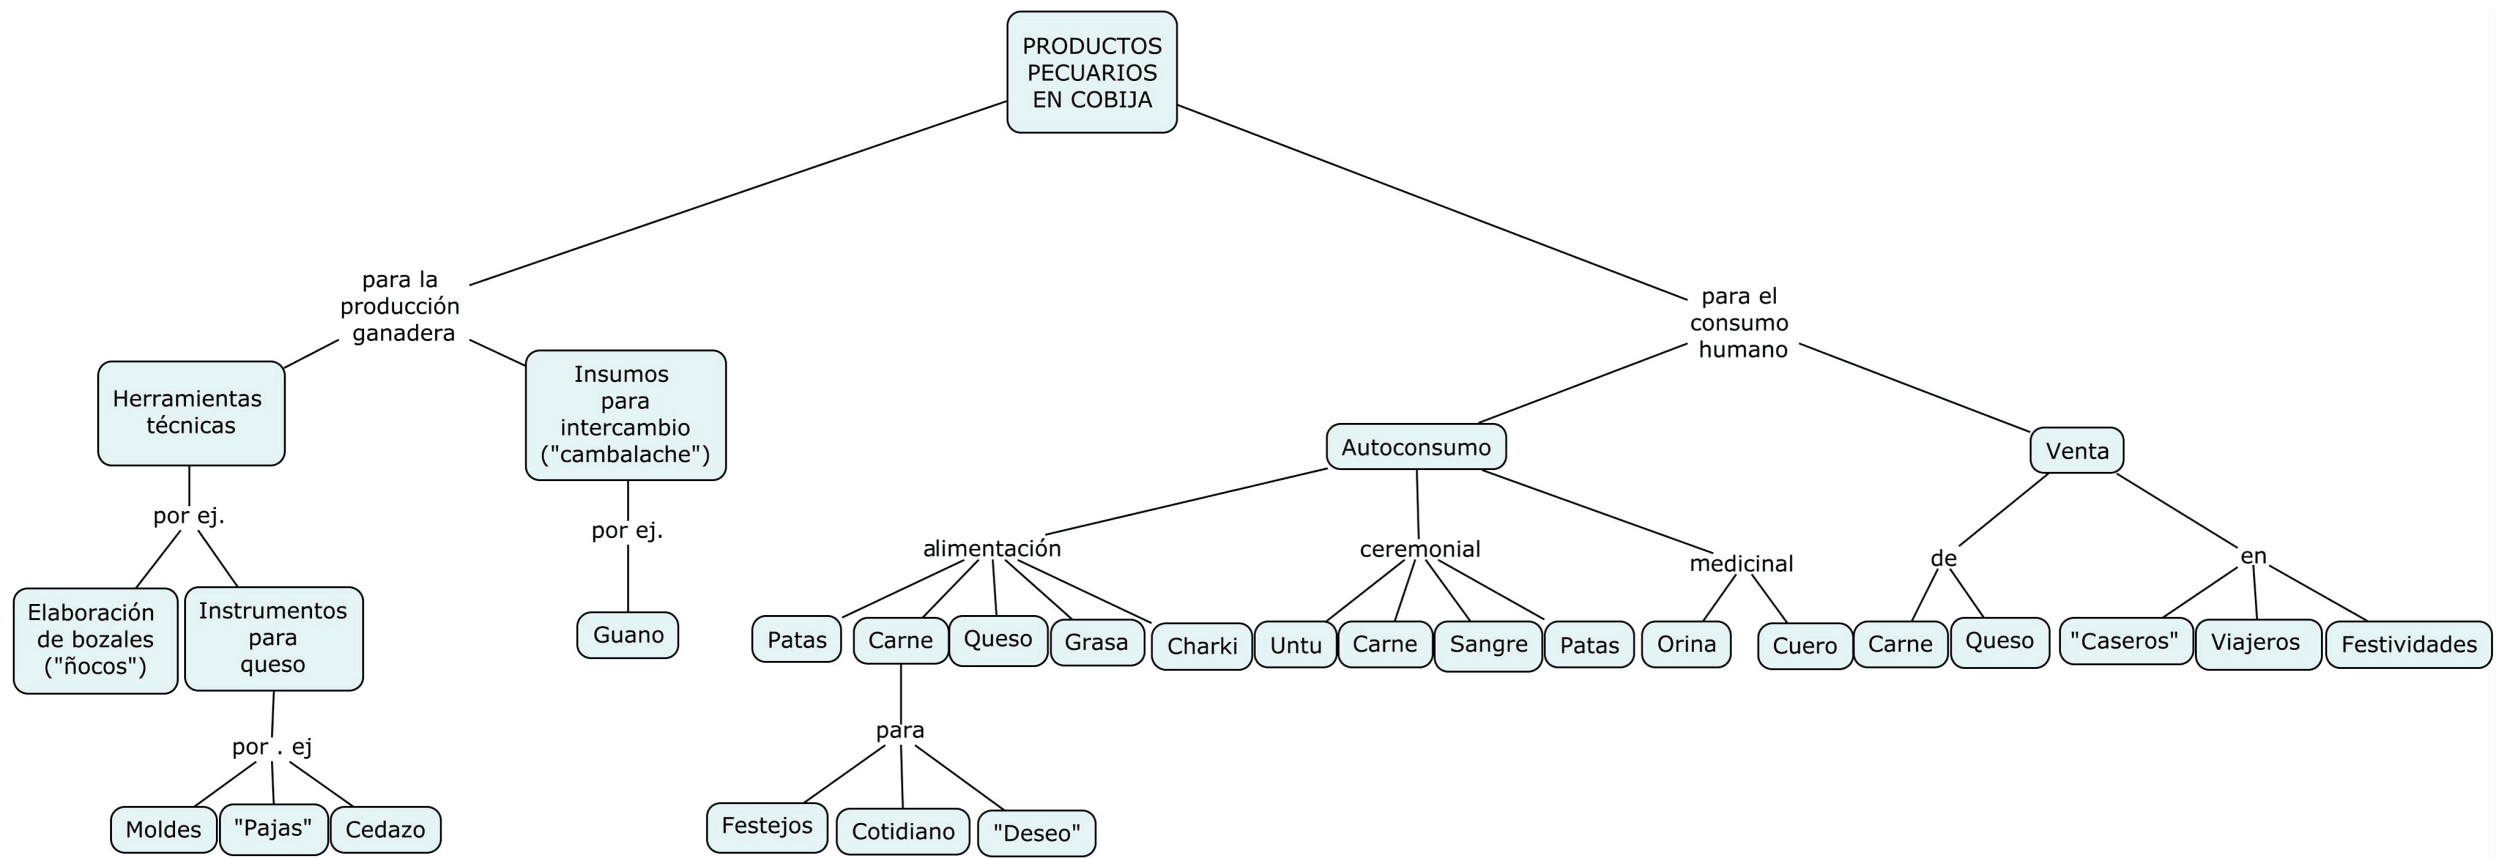 PRODUCTOS
PECUARIOS
EN COBIJA
para la
producción
ganadera
para el
consumo
humano
Herramientas
técnicas
Insumos
para
intercambio
("cambalache")
Autoconsumo
Venta
por ej.
por ej.
alimentación
ceremonial
medicinal
de
en
Elaboración
de bozales
("ñocos")
Instrumentos
para
queso
Guano
Patas
Carne
Queso
Grasa
Charki
Untu
Carne
Sangre
Patas
Orina
Cuero
Carne
Queso
"Caseros"
Viajeros
Festividades
por . ej
para
Moldes
"Pajas"
Cedazo
Festejos
Cotidiano
"Deseo"